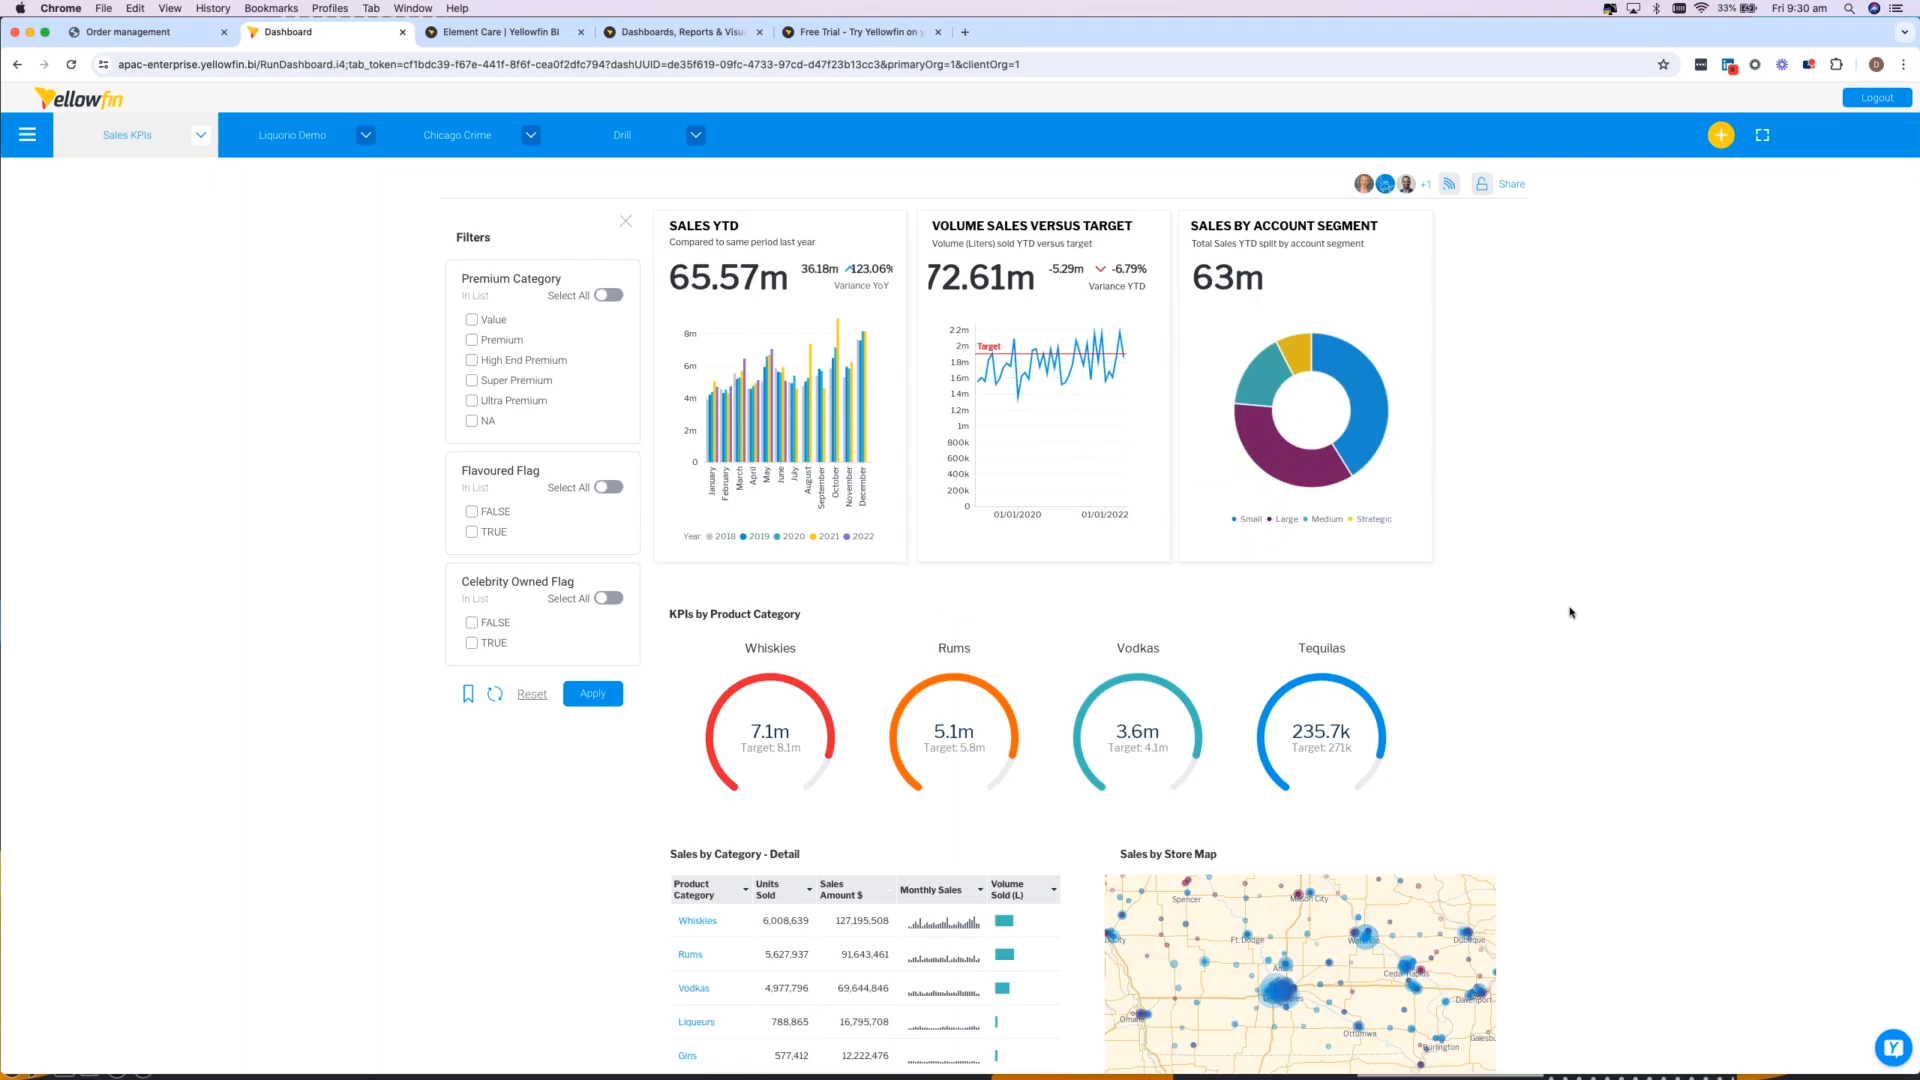 Chrome File Edit View History Bookmarks Profiles Tab Window Help 33% Fri 9:30 am
Order management Dashboard Element Care | Yellowfin BI Dashboards, Reports & Visu Free Trial - Try Yellowfin on y
apac-enterprise.yellowfin.bi/RunDashboard.i4;tab_token=cf1bdc39-f67e-441f-8f6f-cea0f2dfc794?dashUUID=de35f619-09fc-4733-97cd-d47f23b13cc3&primaryOrg=1&clientOrg=1
Yellowfin Logout
Sales KPIs Liquorio Demo Chicago Crime Drill
+1 Share
Filters
Premium Category
In List Select All
Value
Premium
High End Premium
Super Premium
Ultra Premium
NA
Flavoured Flag
In List Select All
FALSE
TRUE
Celebrity Owned Flag
In List Select All
FALSE
TRUE
Reset Apply
SALES YTD
Compared to same period last year
65.57m 36.18m 123.06%
Variance YoY
8m
6m
4m
2m
0
January February March April May June July August September October November December
Year: 2018 2019 2020 2021 2022
VOLUME SALES VERSUS TARGET
Volume (Liters) sold YTD versus target
72.61m -5.29m -6.79%
Variance YTD
2.2m
2m
1.8m
1.6m
1.4m
1.2m
1m
800k
600k
400k
200k
0
Target
01/01/2020 01/01/2022
SALES BY ACCOUNT SEGMENT
Total Sales YTD split by account segment
63m
Small Large Medium Strategic
KPIs by Product Category
Whiskies Rums Vodkas Tequilas
7.1m 5.1m 3.6m 235.7k
Target: 8.1m Target: 5.8m Target: 4.1m Target: 271k
Sales by Category - Detail
Product Category Units Sold Sales Amount $ Monthly Sales Volume Sold (L)
Whiskies 6,008,639 127,195,508
Rums 5,627,937 91,643,461
Vodkas 4,977,796 69,644,846
Liqueurs 788,865 16,795,708
Gins 577,412 12,222,476
Sales by Store Map
Spencer Mason City
Ft. Dodge Waterloo Dubuque
Ames Cedar Rapids
Davenport
Omaha
Ottumwa
Burlington Galesbu